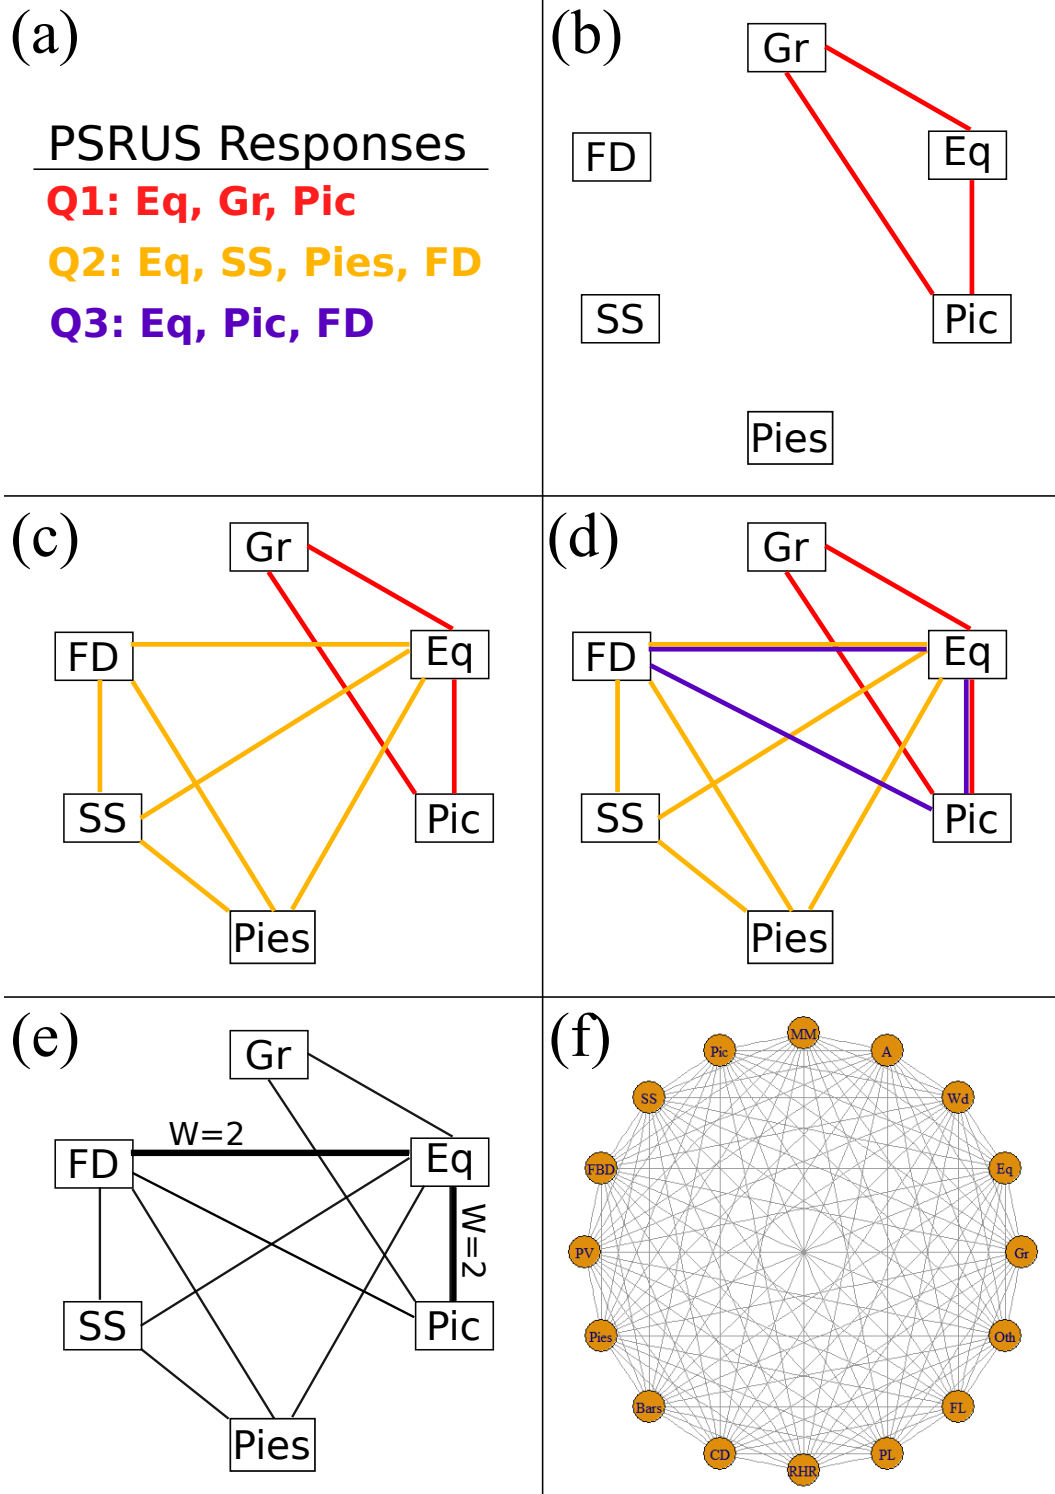 (a)
PSRUS Responses
Q1: Eq, Gr, Pic
Q2: Eq, SS, Pies, FD
Q3: Eq, Pic, FD
(b)
Gr
FD
Eq
SS
Pic
Pies
(c)
Gr
FD
Eq
SS
Pic
Pies
(d)
Gr
FD
Eq
SS
Pic
Pies
(e)
Gr
W=2
FD
Eq
W=2
SS
Pic
Pies
(f)
MM
Pic
A
SS
Wd
FBD
Eq
PV
Gr
Pies
Oth
Bars
FL
CD
PL
RHR